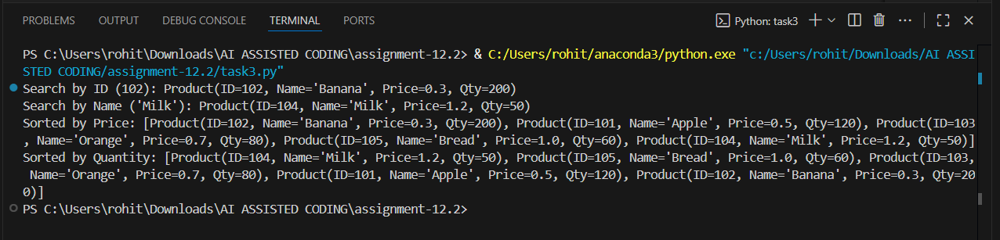 PROBLEMS OUTPUT DEBUG CONSOLE TERMINAL PORTS Python: task3
PS C:\Users\rohit\Downloads\AI ASSISTED CODING\assignment-12.2> & C:/Users/rohit/anaconda3/python.exe "c:/Users/rohit/Downloads/AI ASSI
STED CODING/assignment-12.2/task3.py"
Search by ID (102): Product(ID=102, Name='Banana', Price=0.3, Qty=200)
Search by Name ('Milk'): Product(ID=104, Name='Milk', Price=1.2, Qty=50)
Sorted by Price: [Product(ID=102, Name='Banana', Price=0.3, Qty=200), Product(ID=101, Name='Apple', Price=0.5, Qty=120), Product(ID=103
, Name='Orange', Price=0.7, Qty=80), Product(ID=105, Name='Bread', Price=1.0, Qty=60), Product(ID=104, Name='Milk', Price=1.2, Qty=50)]
Sorted by Quantity: [Product(ID=104, Name='Milk', Price=1.2, Qty=50), Product(ID=105, Name='Bread', Price=1.0, Qty=60), Product(ID=103,
 Name='Orange', Price=0.7, Qty=80), Product(ID=101, Name='Apple', Price=0.5, Qty=120), Product(ID=102, Name='Banana', Price=0.3, Qty=20
0)]
PS C:\Users\rohit\Downloads\AI ASSISTED CODING\assignment-12.2>